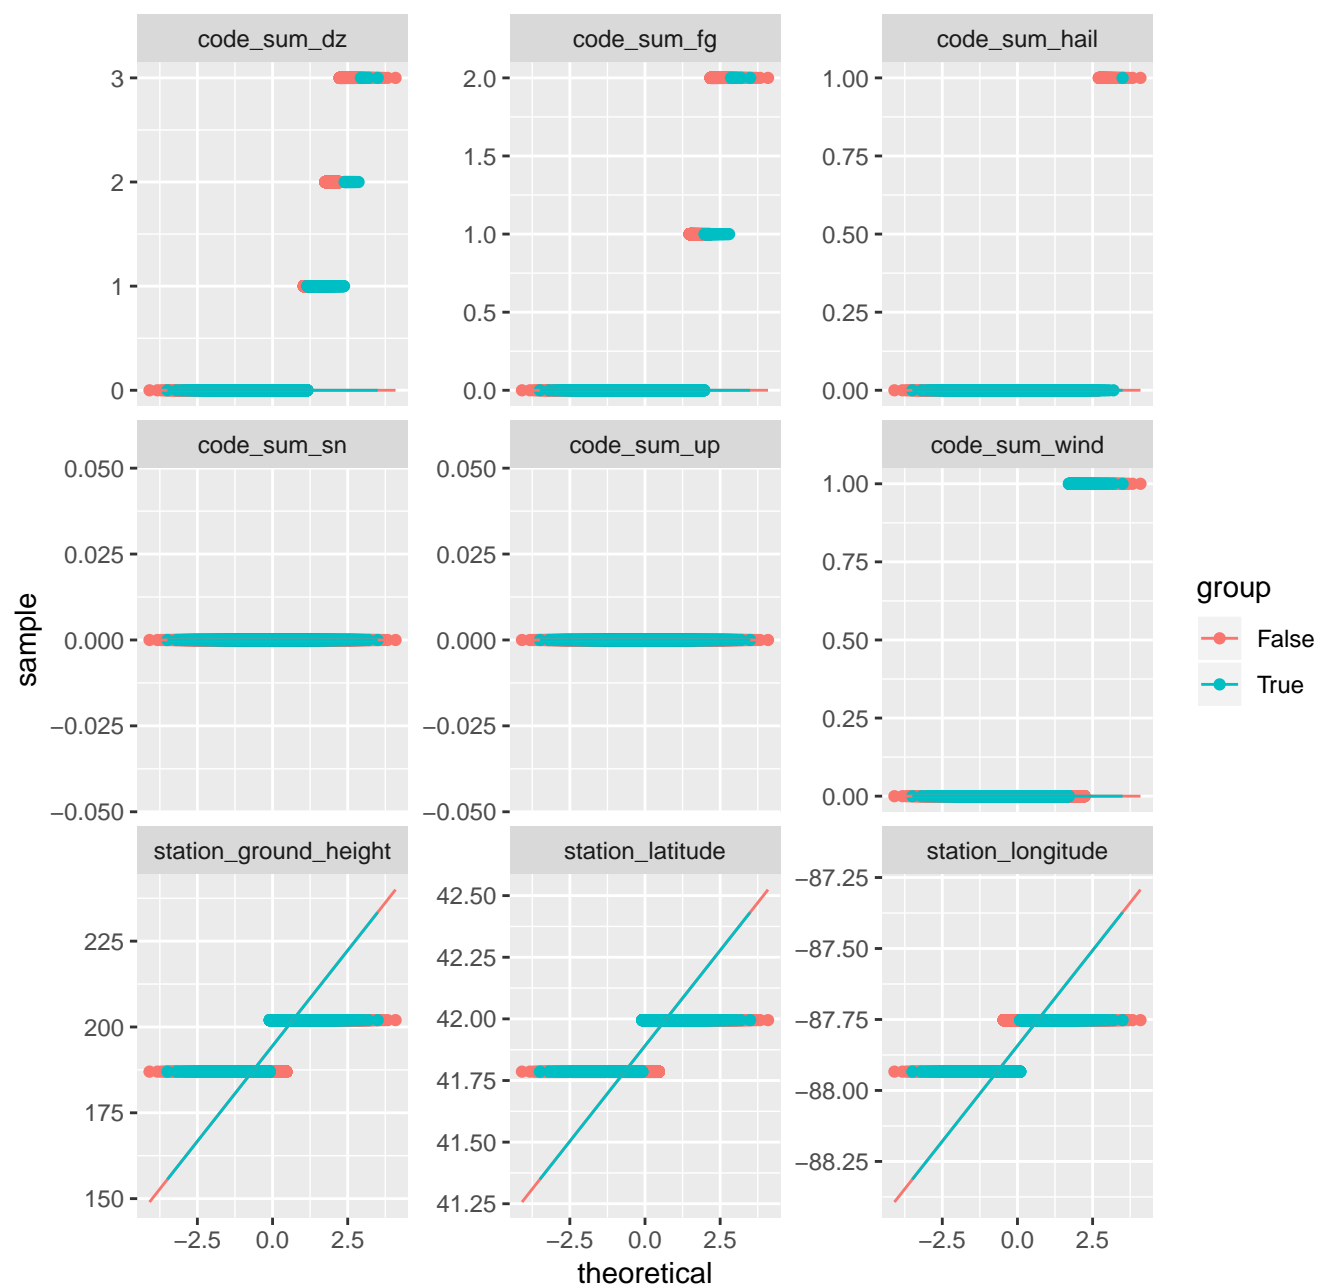 code_sum_dz
code_sum_fg
code_sum_hail
3
2
1
0
2.0
1.5
1.0
0.5
0.0
1.00
0.75
0.50
0.25
0.00
code_sum_sn
code_sum_up
code_sum_wind
0.050
0.025
0.000
−0.025
−0.050
0.050
0.025
0.000
−0.025
−0.050
1.00
0.75
0.50
0.25
0.00
station_ground_height
station_latitude
station_longitude
225
200
175
150
42.50
42.25
42.00
41.75
41.50
41.25
−87.25
−87.50
−87.75
−88.00
−88.25
−2.5 0.0 2.5
−2.5 0.0 2.5
−2.5 0.0 2.5
theoretical
sample
group
False
True